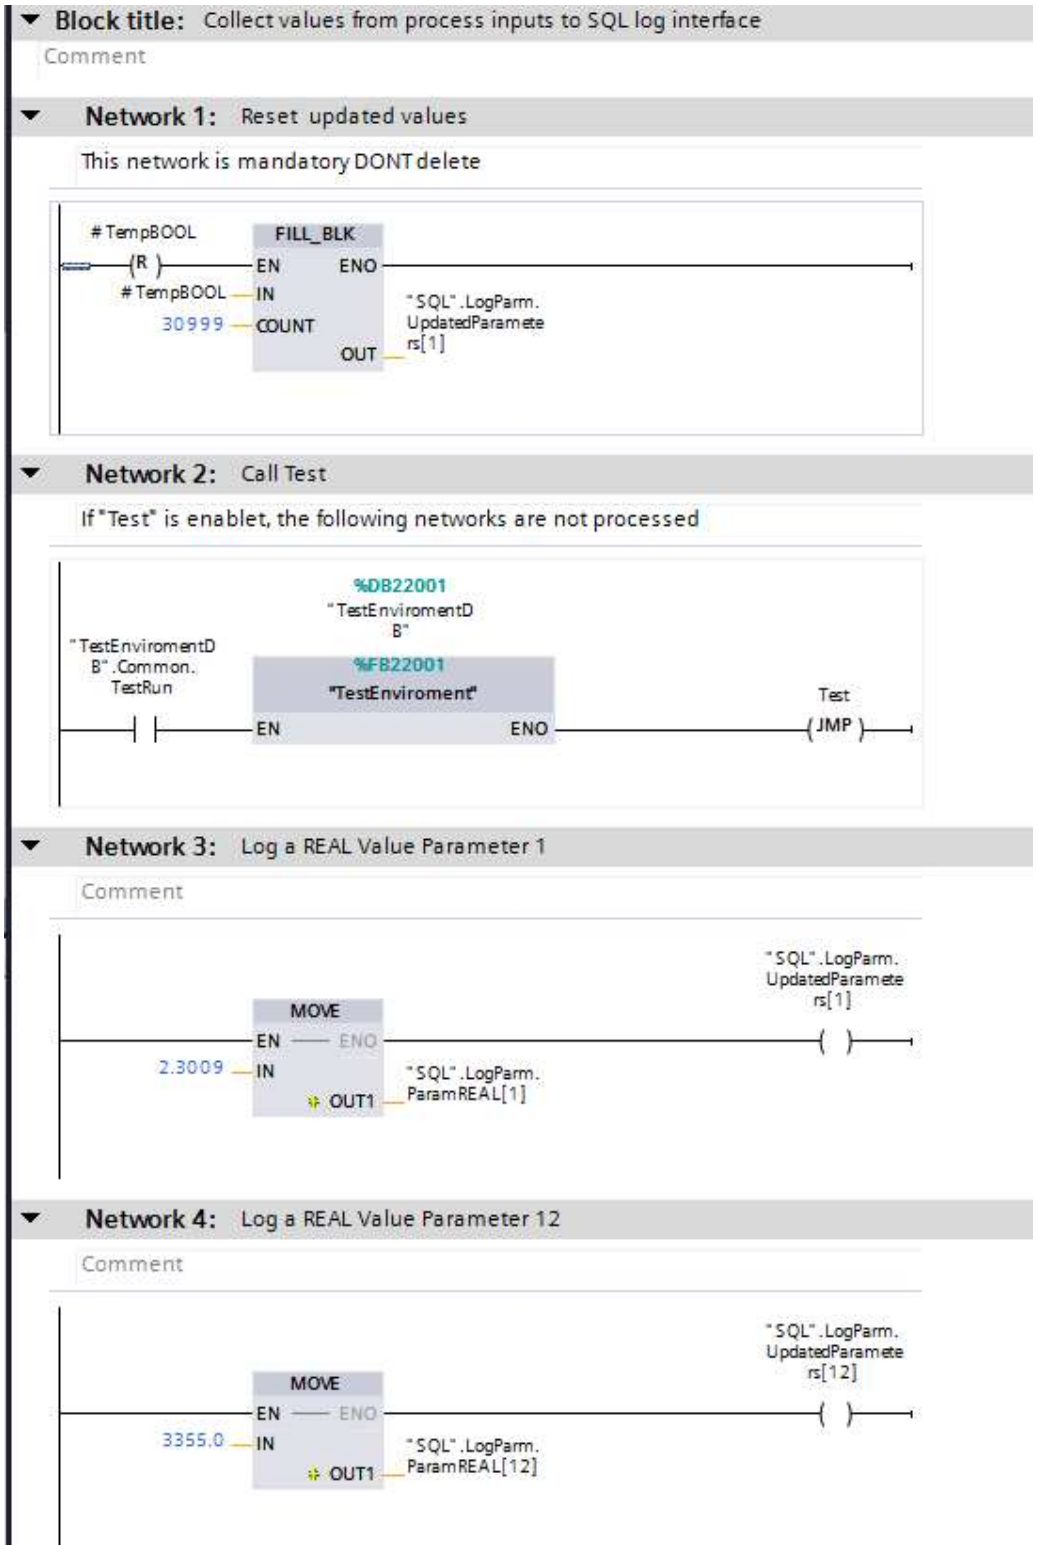 Block title: Collect values from process inputs to SQL log interface
Comment
Network 1: Reset updated values
This network is mandatory DONT delete
#TempBOOL
FILL_BLK
(R)
EN ENO
#TempBOOL
IN
30999
COUNT
OUT
"SQL".LogParm.
UpdatedParamete
rs[1]
Network 2: Call Test
If "Test" is enablet, the following networks are not processed
%DB22001
"TestEnviromentD
B"
"TestEnviromentD
B".Common.
TestRun
%FB22001
"TestEnviroment"
EN ENO
Test
(JMP)
Network 3: Log a REAL Value Parameter 1
Comment
"SQL".LogParm.
UpdatedParamete
rs[1]
MOVE
EN ENO
2.3009
IN
OUT1
"SQL".LogParm.
ParamREAL[1]
Network 4: Log a REAL Value Parameter 12
Comment
"SQL".LogParm.
UpdatedParamete
rs[12]
MOVE
EN ENO
3355.0
IN
OUT1
"SQL".LogParm.
ParamREAL[12]